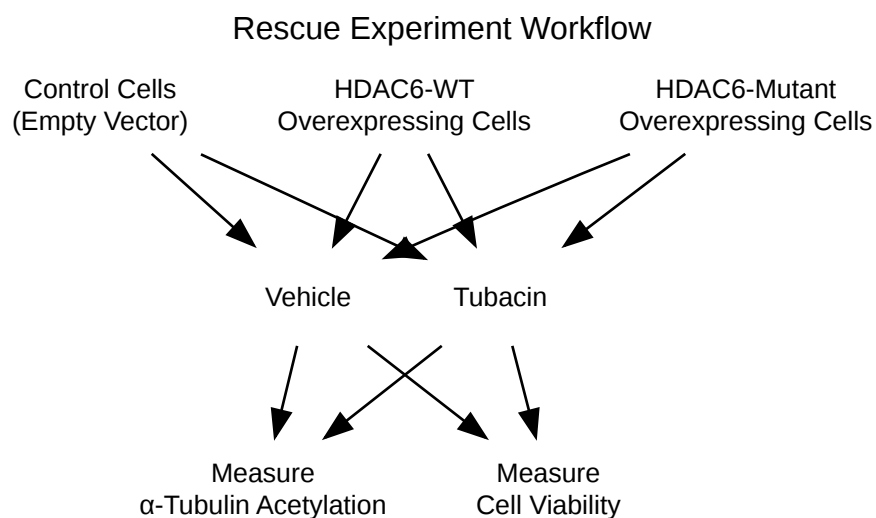 Rescue Experiment Workflow
Control Cells
(Empty Vector)
HDAC6-WT
Overexpressing Cells
HDAC6-Mutant
Overexpressing Cells
Vehicle
Tubacin
Measure
α-Tubulin Acetylation
Measure
Cell Viability